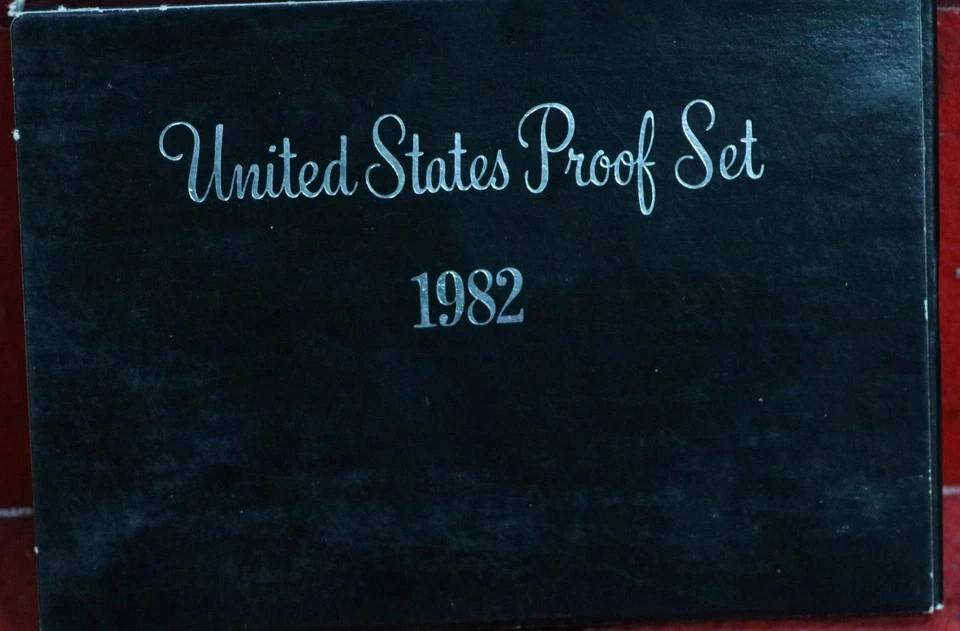 United States Proof Set
1982